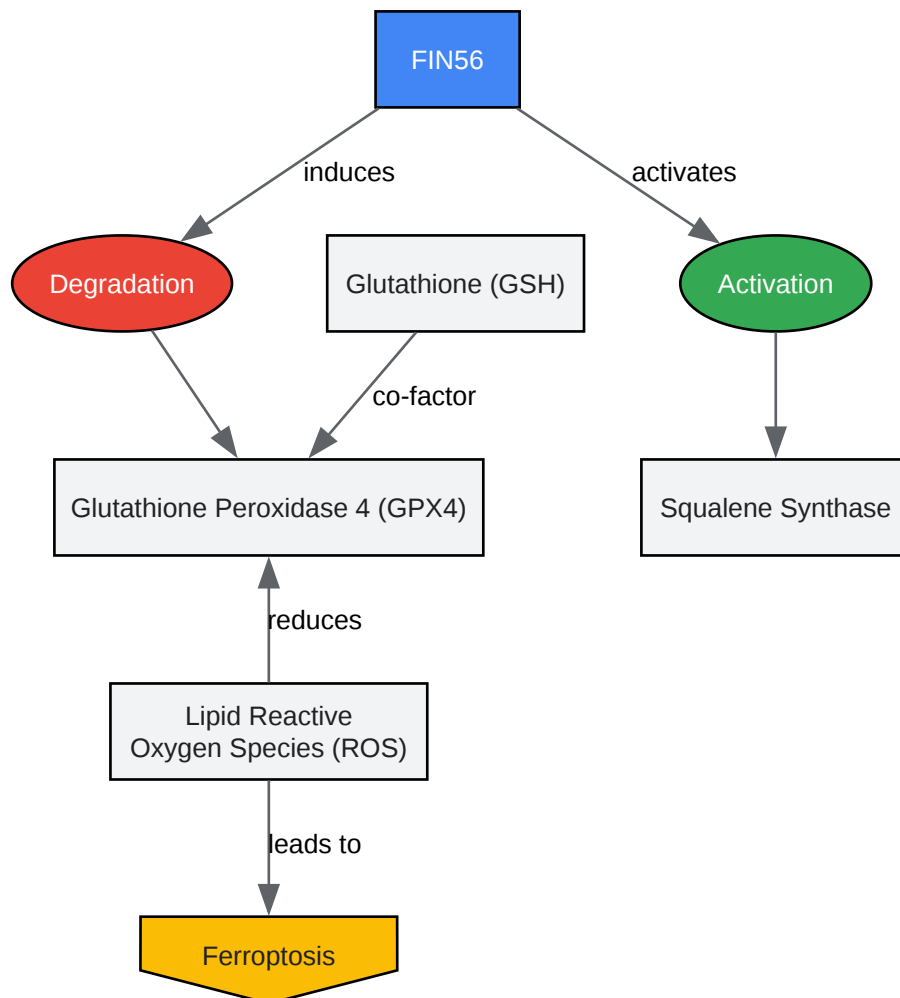 FIN56
induces
activates
Degradation
Glutathione (GSH)
Activation
co-factor
Glutathione Peroxidase 4 (GPX4)
Squalene Synthase
reduces
Lipid Reactive
Oxygen Species (ROS)
leads to
Ferroptosis